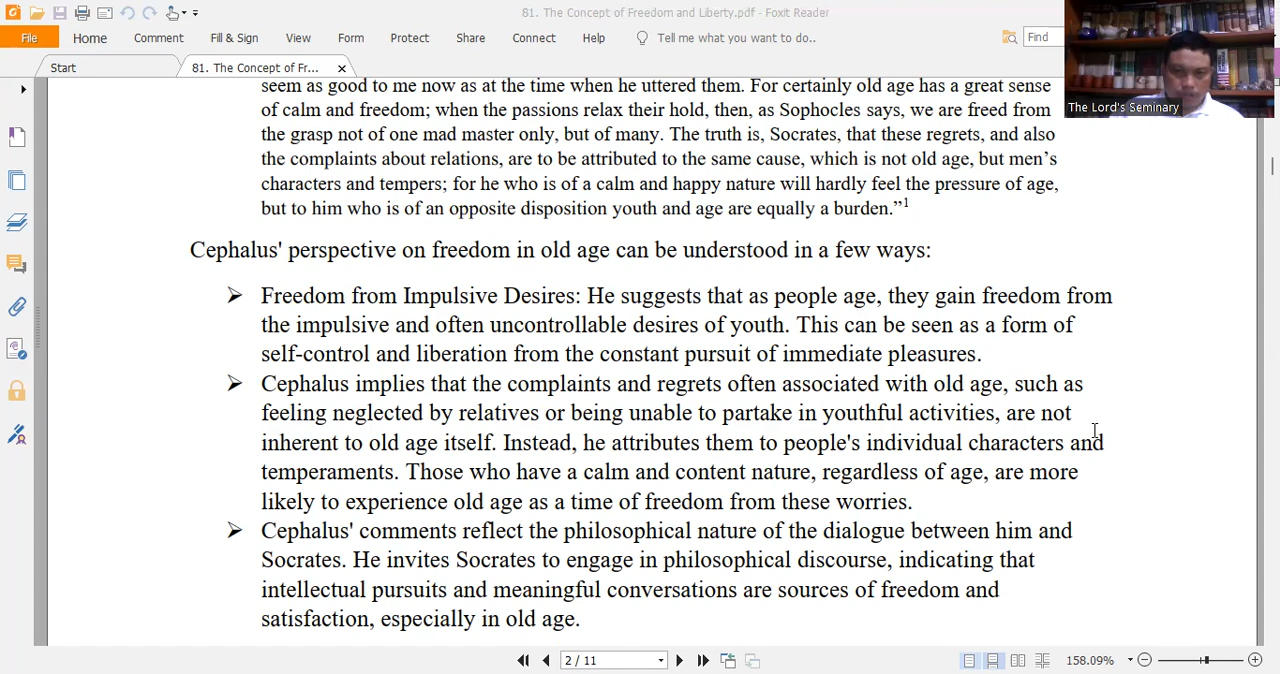 81. The Concept of Freedom and Liberty.pdf - Foxit Reader
File Home Comment Fill & Sign View Form Protect Share Connect Help Tell me what you want to do.. Find
Start 81. The Concept of Fr...
The Lord's Seminary
seem as good to me now as at the time when he uttered them. For certainly old age has a great sense
of calm and freedom; when the passions relax their hold, then, as Sophocles says, we are freed from
the grasp not of one mad master only, but of many. The truth is, Socrates, that these regrets, and also
the complaints about relations, are to be attributed to the same cause, which is not old age, but men’s
characters and tempers; for he who is of a calm and happy nature will hardly feel the pressure of age,
but to him who is of an opposite disposition youth and age are equally a burden.”1
Cephalus' perspective on freedom in old age can be understood in a few ways:
➢ Freedom from Impulsive Desires: He suggests that as people age, they gain freedom from
the impulsive and often uncontrollable desires of youth. This can be seen as a form of
self-control and liberation from the constant pursuit of immediate pleasures.
➢ Cephalus implies that the complaints and regrets often associated with old age, such as
feeling neglected by relatives or being unable to partake in youthful activities, are not
inherent to old age itself. Instead, he attributes them to people's individual characters and
temperaments. Those who have a calm and content nature, regardless of age, are more
likely to experience old age as a time of freedom from these worries.
➢ Cephalus' comments reflect the philosophical nature of the dialogue between him and
Socrates. He invites Socrates to engage in philosophical discourse, indicating that
intellectual pursuits and meaningful conversations are sources of freedom and
satisfaction, especially in old age.
2 / 11 158.09%